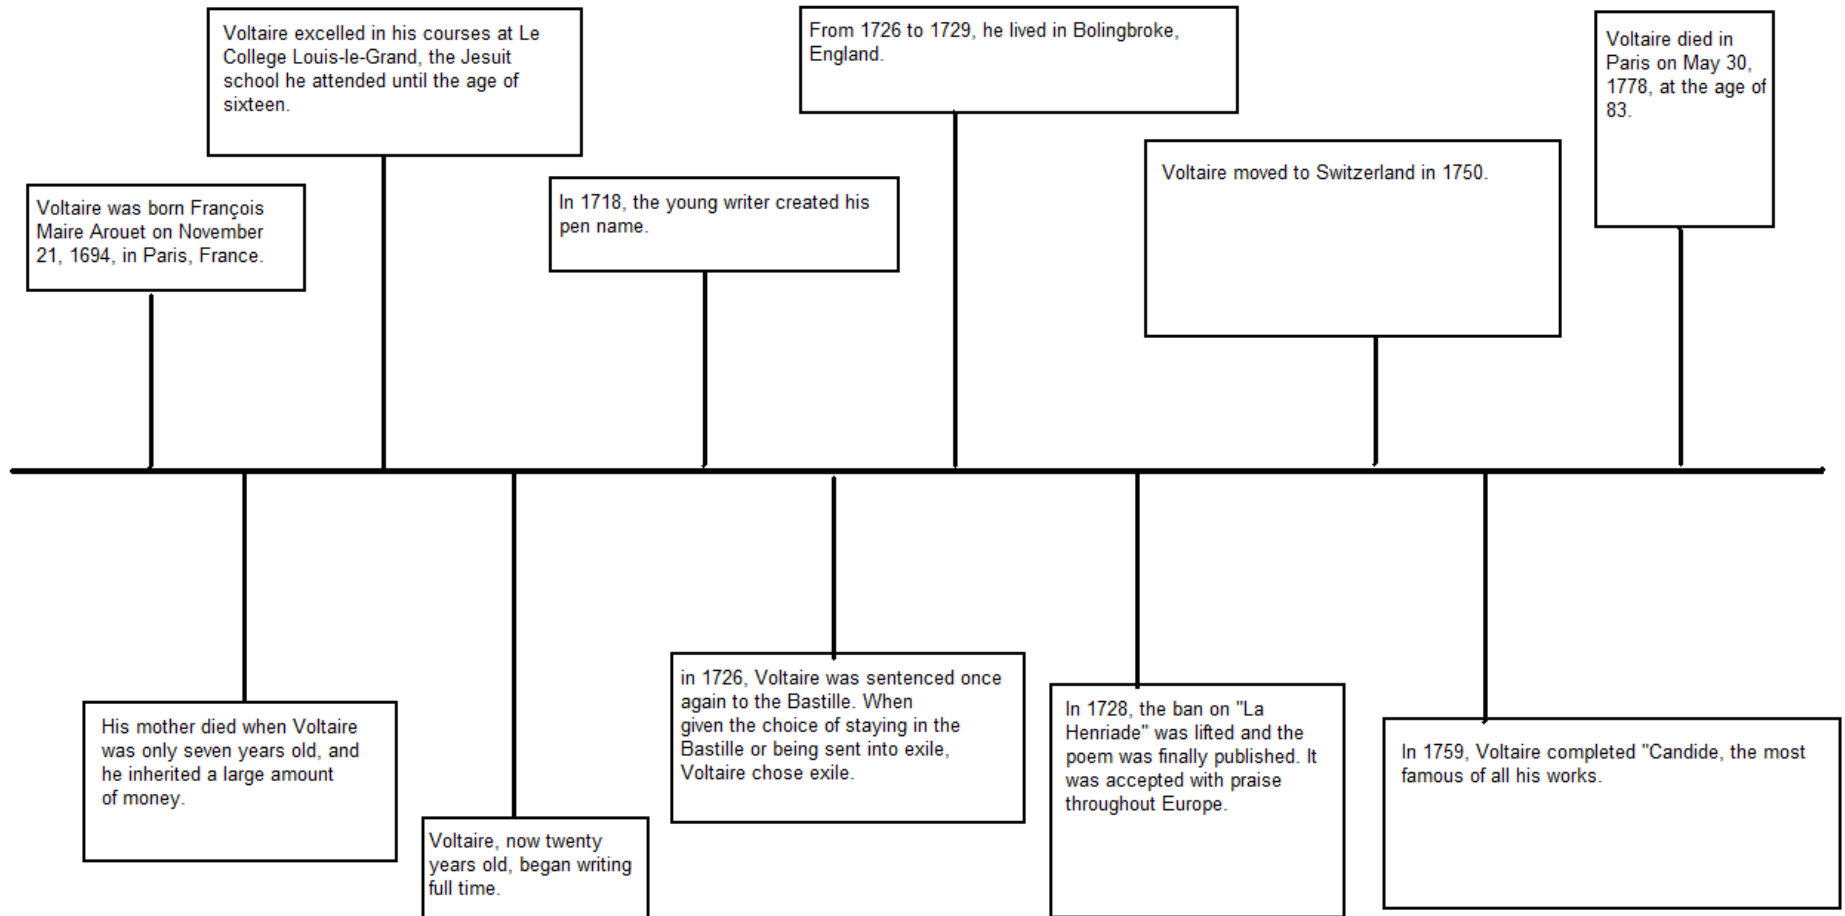 Voltaire was born François
Maire Arouet on November
21, 1694, in Paris, France.
His mother died when Voltaire
was only seven years old, and
he inherited a large amount
of money.
Voltaire excelled in his courses at Le
College Louis-le-Grand, the Jesuit
school he attended until the age of
sixteen.
Voltaire, now twenty
years old, began writing
full time.
In 1718, the young writer created his
pen name.
in 1726, Voltaire was sentenced once
again to the Bastille. When
given the choice of staying in the
Bastille or being sent into exile,
Voltaire chose exile.
From 1726 to 1729, he lived in Bolingbroke,
England.
In 1728, the ban on "La
Henriade" was lifted and the
poem was finally published. It
was accepted with praise
throughout Europe.
Voltaire moved to Switzerland in 1750.
In 1759, Voltaire completed "Candide, the most
famous of all his works.
Voltaire died in
Paris on May 30,
1778, at the age of
83.